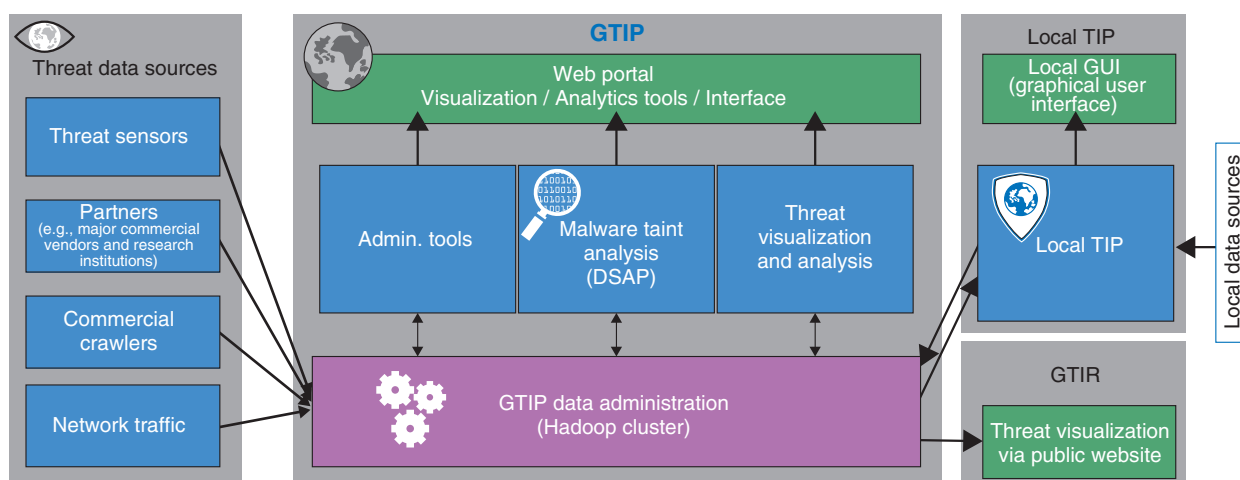 Threat data sources
Threat sensors
Partners
(e.g., major commercial
vendors and research
institutions)
Commercial
crawlers
Network traffic
GTIP
Web portal
Visualization / Analytics tools / Interface
Admin. tools
Malware taint
analysis
(DSAP)
Threat
visualization
and analysis
GTIP data administration
(Hadoop cluster)
Local TIP
Local GUI
(graphical user
interface)
Local TIP
Local data sources
GTIR
Threat visualization
via public website